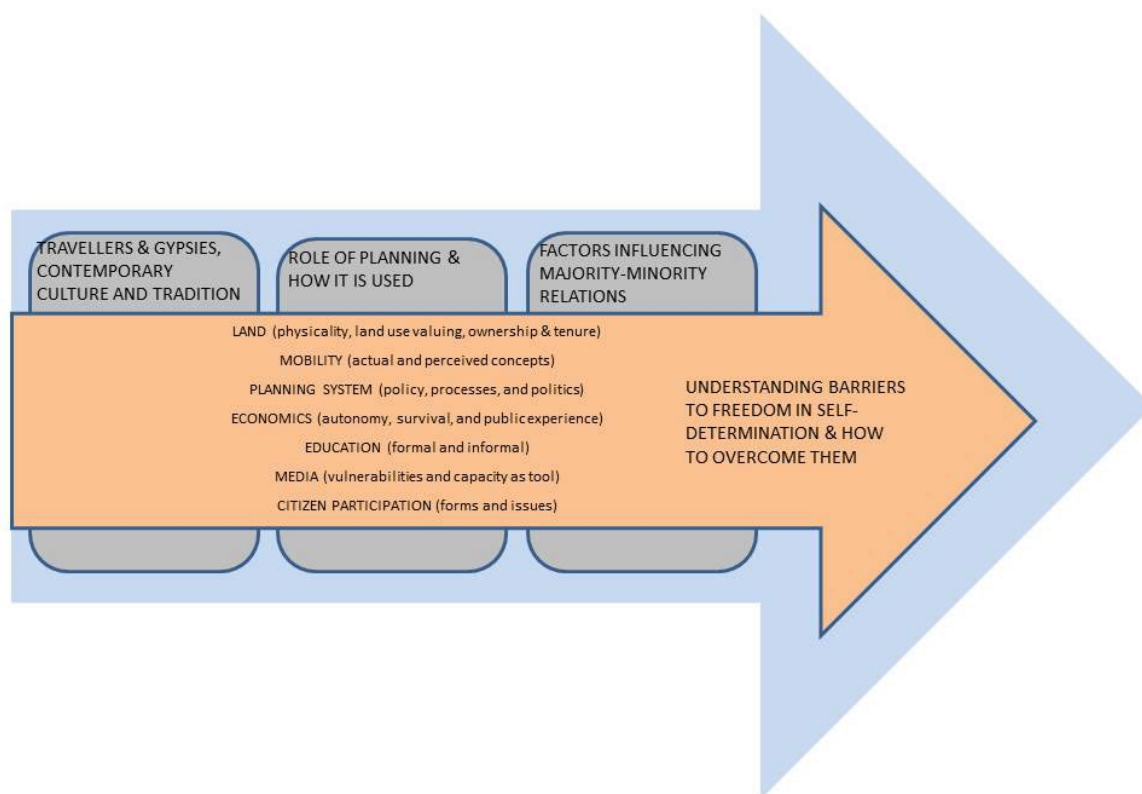 TRAVELLERS & GYPSIES,
CONTEMPORARY
CULTURE AND TRADITION
ROLE OF PLANNING &
HOW IT IS USED
FACTORS INFLUENCING
MAJORITY-MINORITY
RELATIONS
LAND (physicality, land use valuing, ownership & tenure)
MOBILITY (actual and perceived concepts)
PLANNING SYSTEM (policy, processes, and politics)
ECONOMICS (autonomy, survival, and public experience)
EDUCATION (formal and informal)
MEDIA (vulnerabilities and capacity as tool)
CITIZEN PARTICIPATION (forms and issues)
UNDERSTANDING BARRIERS
TO FREEDOM IN SELF-
DETERMINATION & HOW
TO OVERCOME THEM